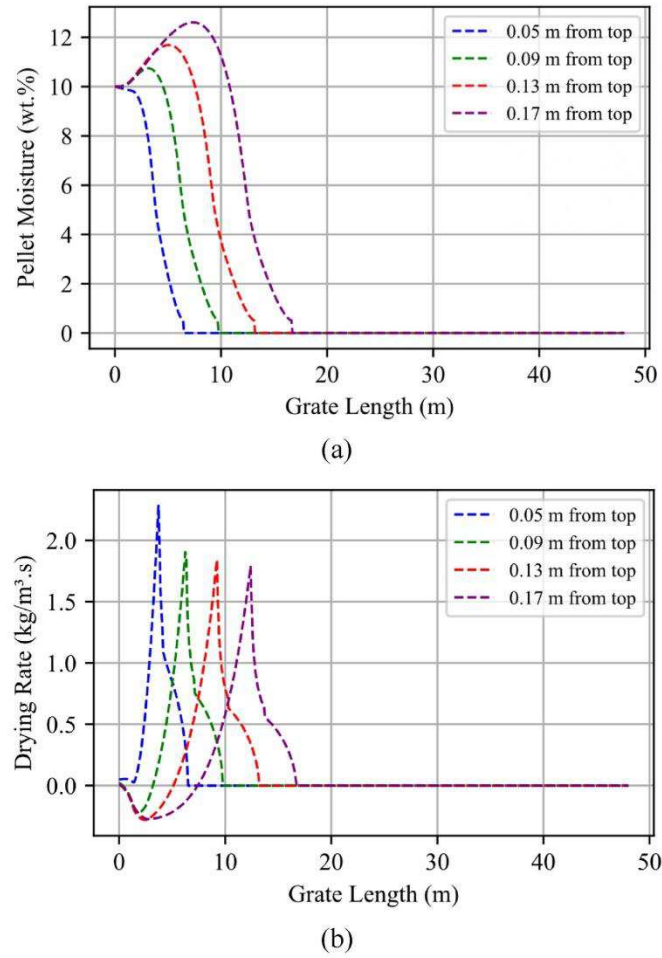 12
10
8
6
4
2
0
Pellet Moisture (wt.%)
0.05 m from top
0.09 m from top
0.13 m from top
0.17 m from top
0 10 20 30 40 50
Grate Length (m)
(a)
2.0
1.5
1.0
0.5
0.0
Drying Rate (kg/m³.s)
0.05 m from top
0.09 m from top
0.13 m from top
0.17 m from top
0 10 20 30 40 50
Grate Length (m)
(b)